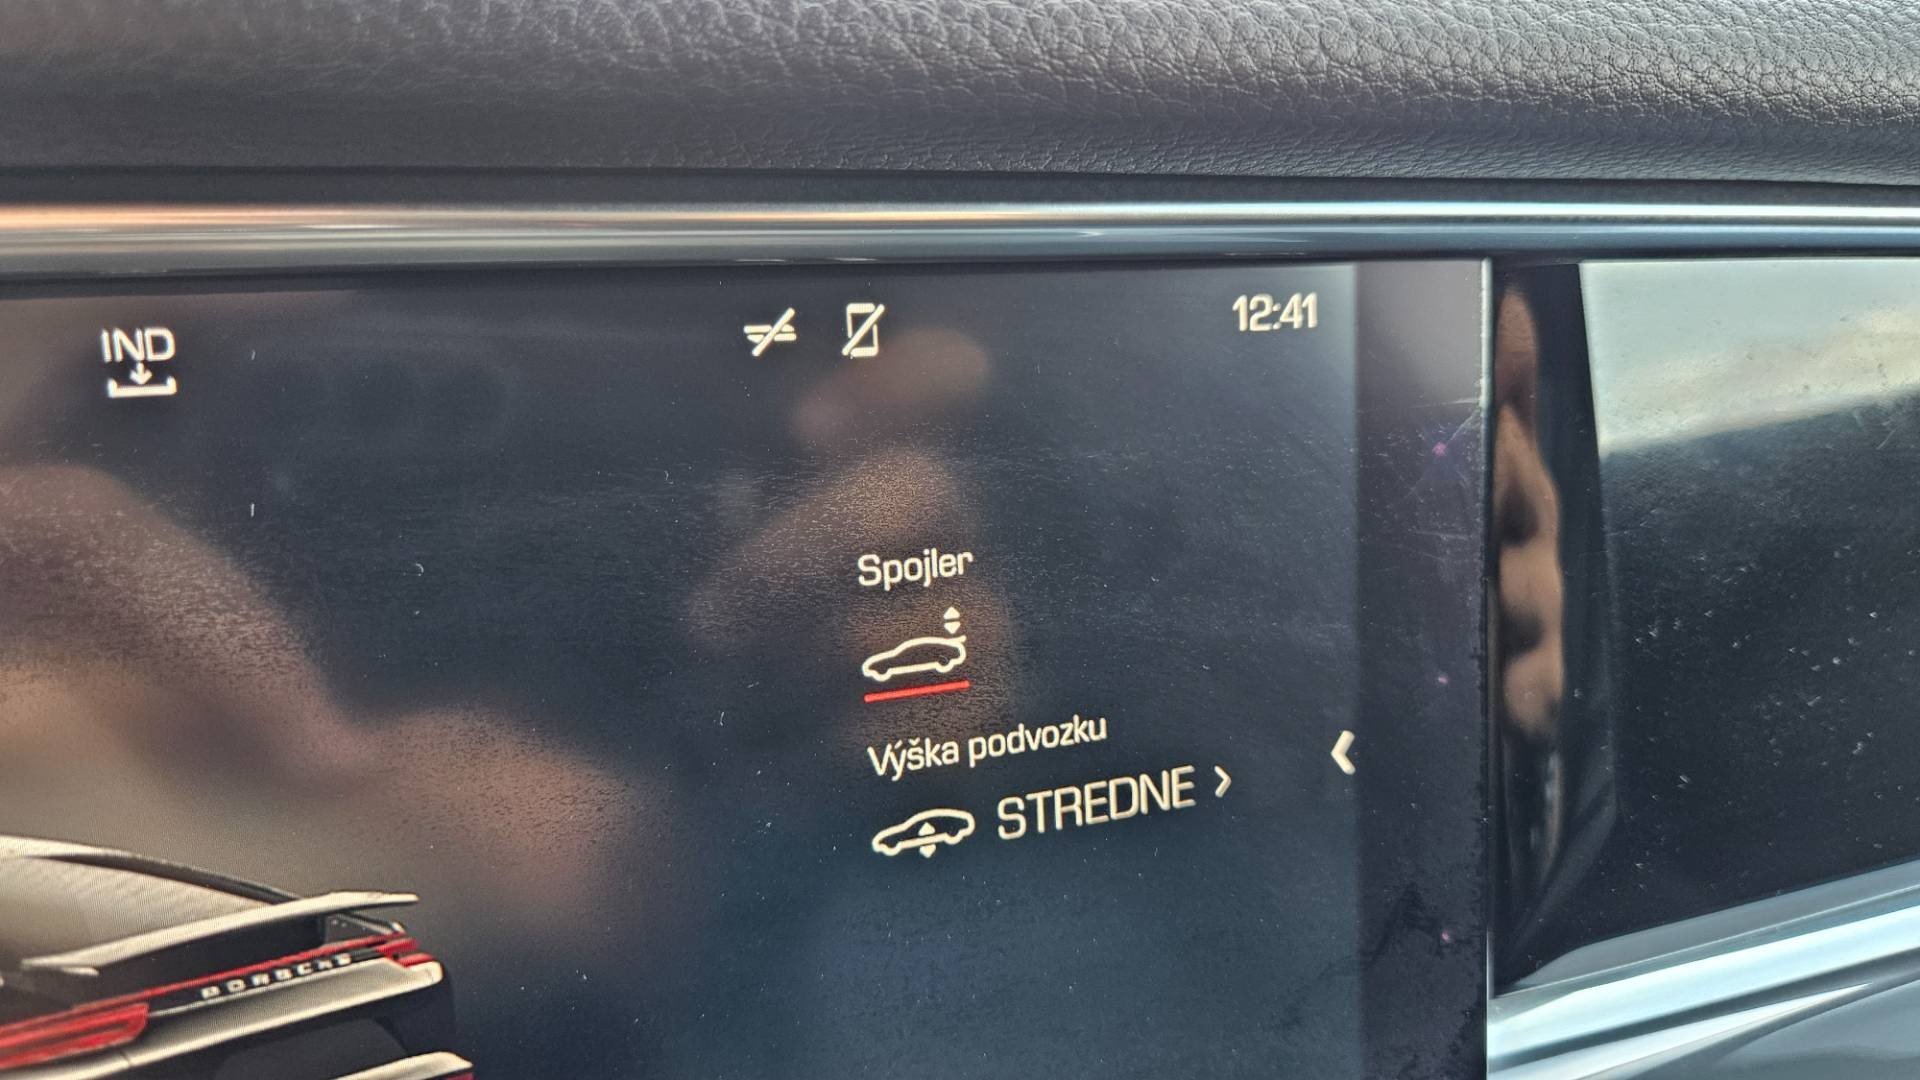 IND
12:41
Spojler
Výška podvozku
STREDNE
PORSCHE